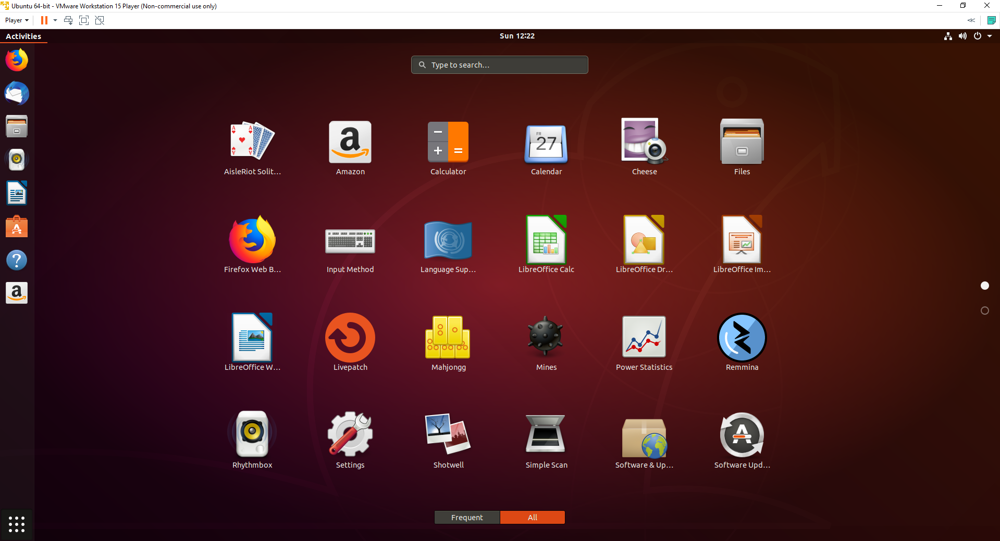 Ubuntu 64-bit - VMware Workstation 15 Player (Non-commercial use only)
Player
Activities
Sun 12:22
Type to search...
AisleRiot Solit...
Amazon
Calculator
FR
27
Calendar
Cheese
Files
Firefox Web B...
Input Method
Language Sup...
LibreOffice Calc
LibreOffice Dr...
LibreOffice Im...
LibreOffice W...
Livepatch
Mahjongg
Mines
Power Statistics
Remmina
Rhythmbox
Settings
Shotwell
Simple Scan
Software & Up...
Software Upd...
Frequent
All